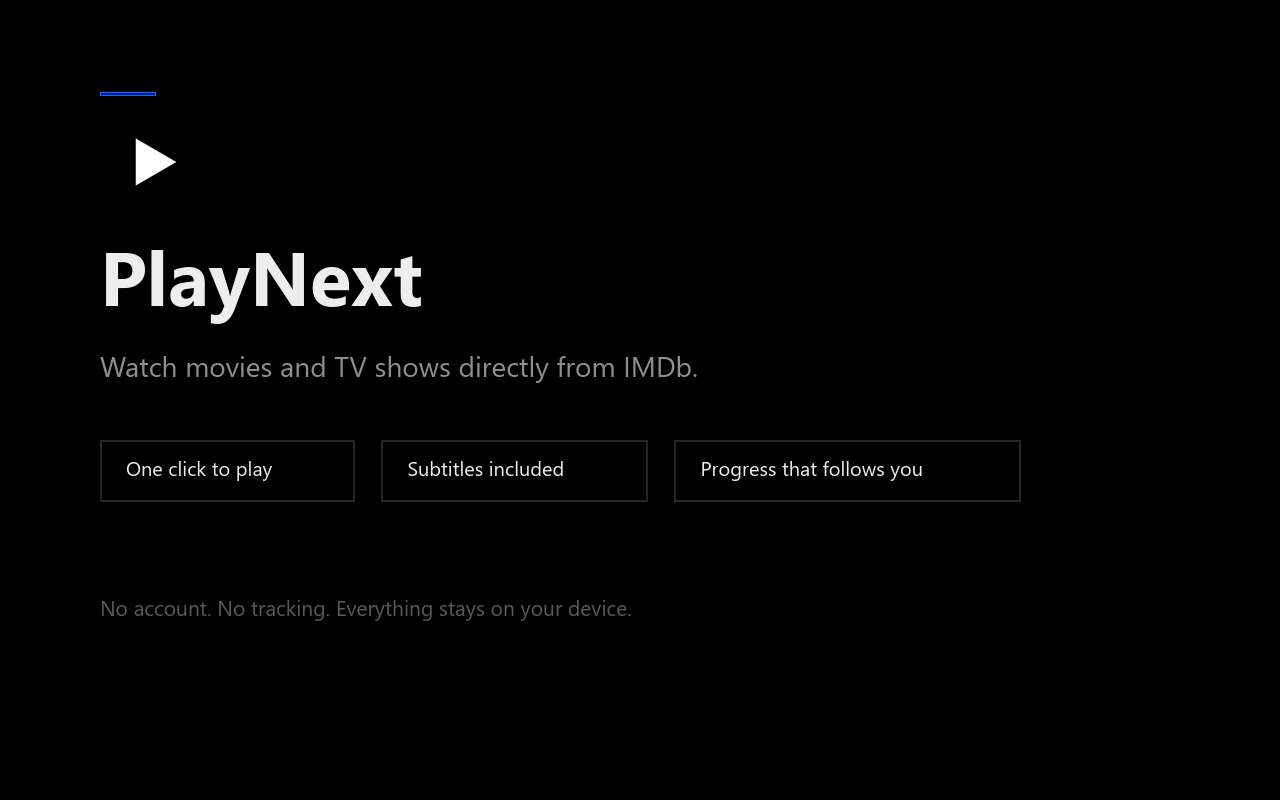 PlayNext
Watch movies and TV shows directly from IMDb.
One click to play
Subtitles included
Progress that follows you
No account. No tracking. Everything stays on your device.